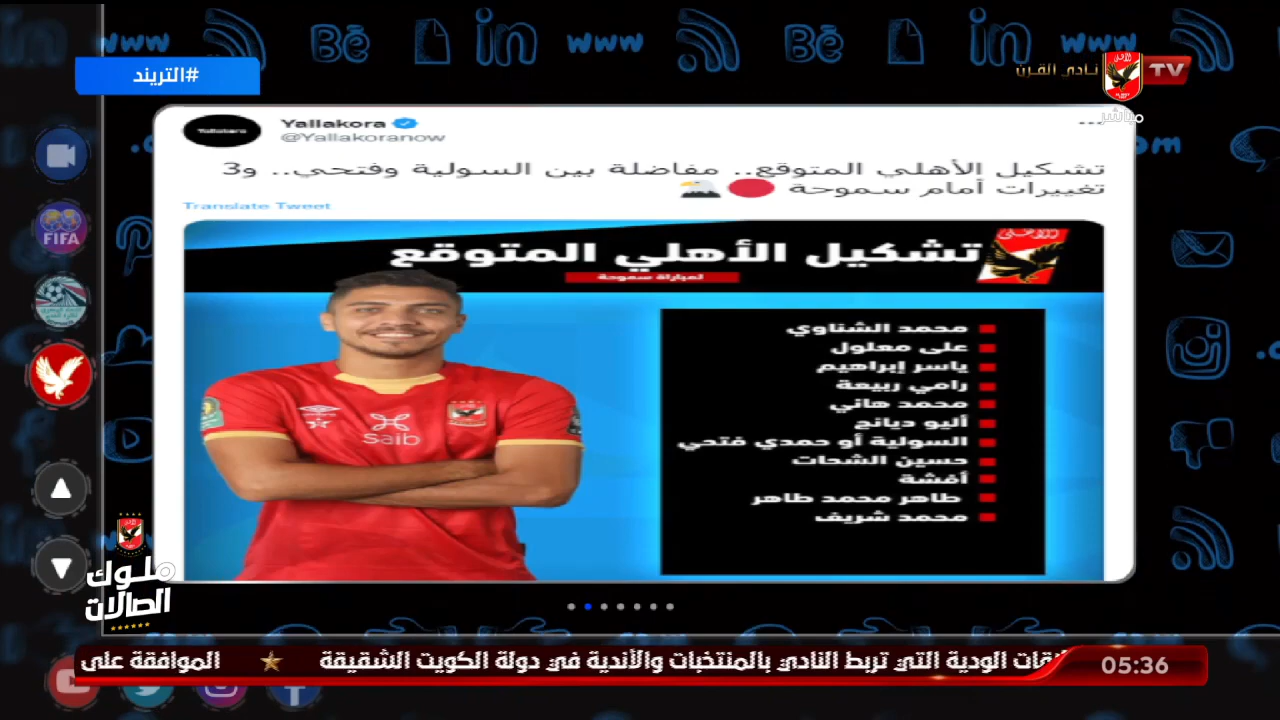 #التريند
نادي القرن
TV
مباشر
Yallakora
@Yallakoranow
تشكيل الأهلي المتوقع.. مفاضلة بين السولية وفتحي.. و3
تغييرات أمام سموحة
Translate Tweet
تشكيل الأهلي المتوقع
لمباراة سموحة
محمد الشناوي
على معلول
ياسر إبراهيم
رامي ربيعة
محمد هاني
أليو ديانج
السولية أو حمدي فتحي
حسين الشحات
أفشة
طاهر محمد طاهر
محمد شريف
saib
FIFA
ملوك
الصالات
لاقات الودية التي تربط النادي بالمنتخبات والأندية في دولة الكويت الشقيقة ★ الموافقة على
05:36